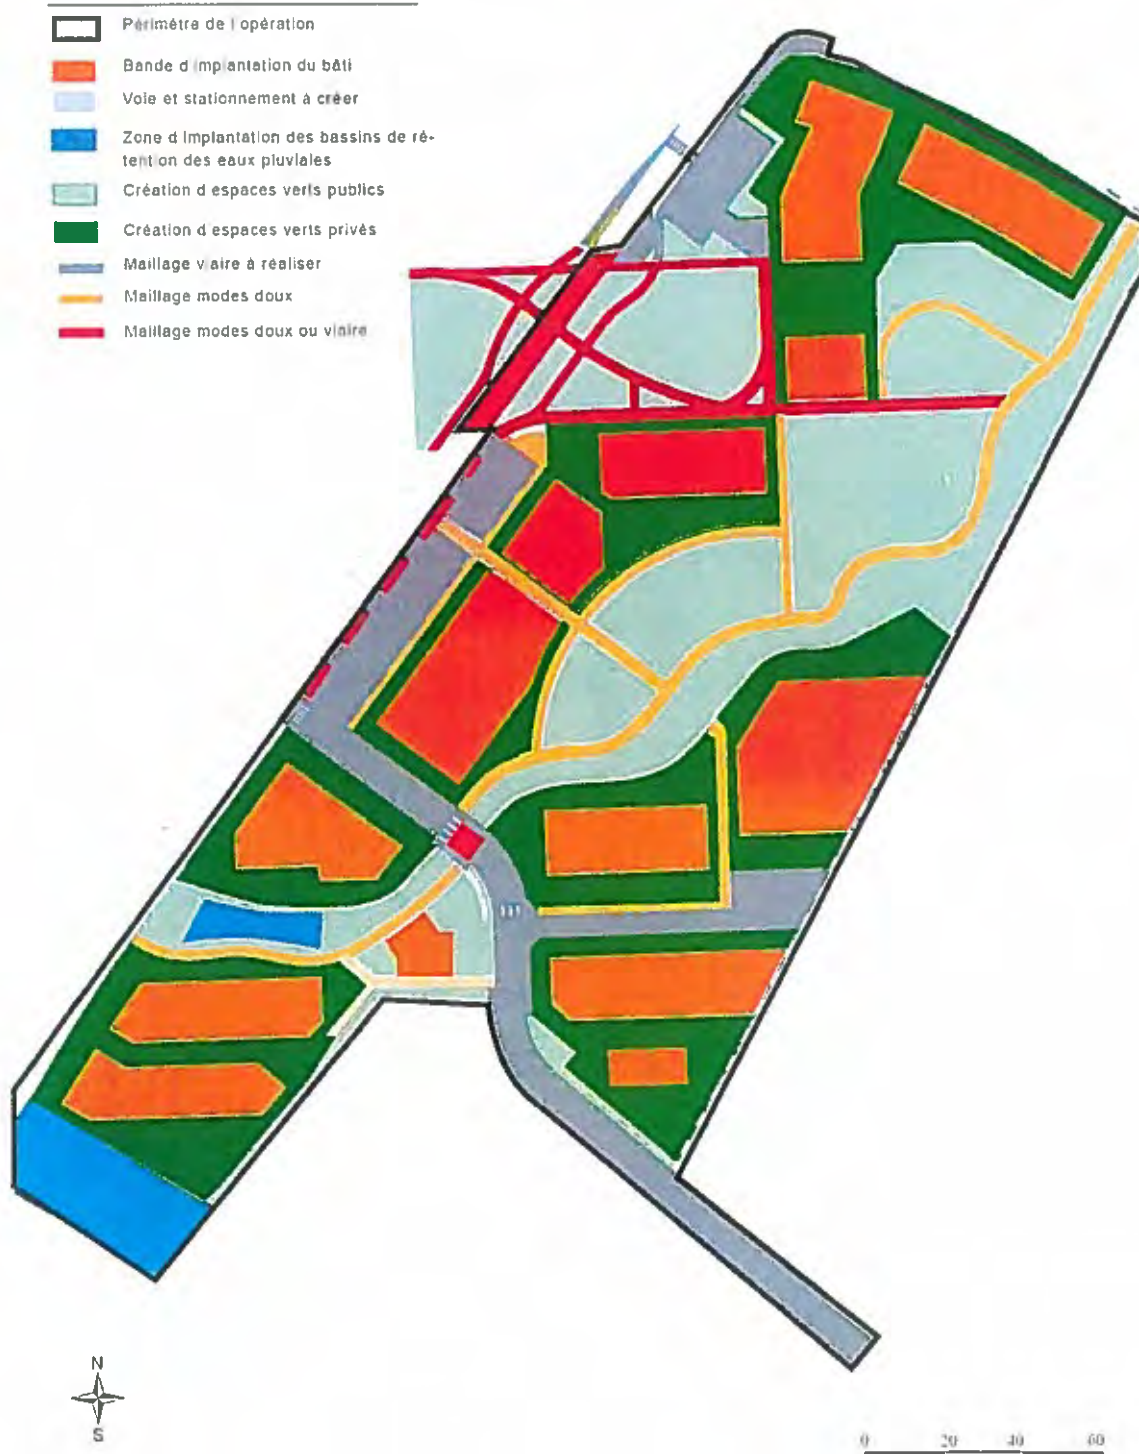 Périmètre de l opération
Bande d implantation du bâti
Voie et stationnement à créer
Zone d implantation des bassins de ré-
tention des eaux pluviales
Création d espaces verts publics
Création d espaces verts privés
Maillage viaire à réaliser
Maillage modes doux
Maillage modes doux ou viaire
N
S
0 20 40 60